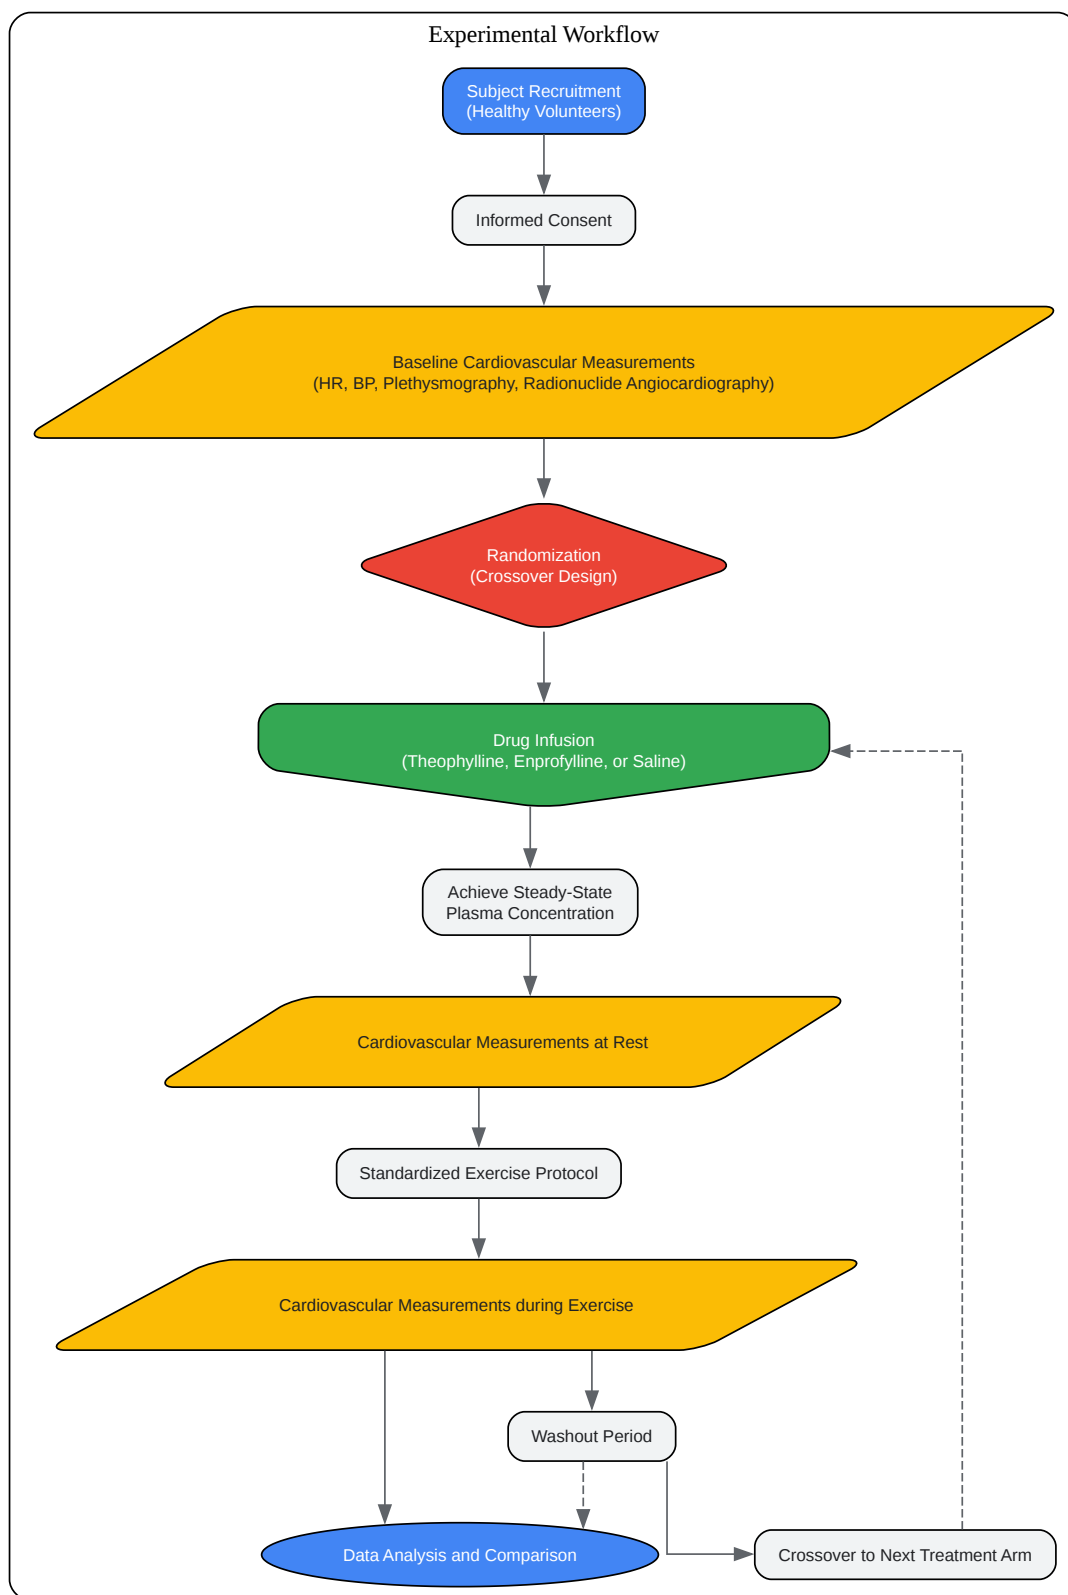 Experimental Workflow
Subject Recruitment
(Healthy Volunteers)
Informed Consent
Baseline Cardiovascular Measurements
(HR, BP, Plethysmography, Radionuclide Angiocardiography)
Randomization
(Crossover Design)
Drug Infusion
(Theophylline, Enprofylline, or Saline)
Achieve Steady-State
Plasma Concentration
Cardiovascular Measurements at Rest
Standardized Exercise Protocol
Cardiovascular Measurements during Exercise
Washout Period
Data Analysis and Comparison
Crossover to Next Treatment Arm